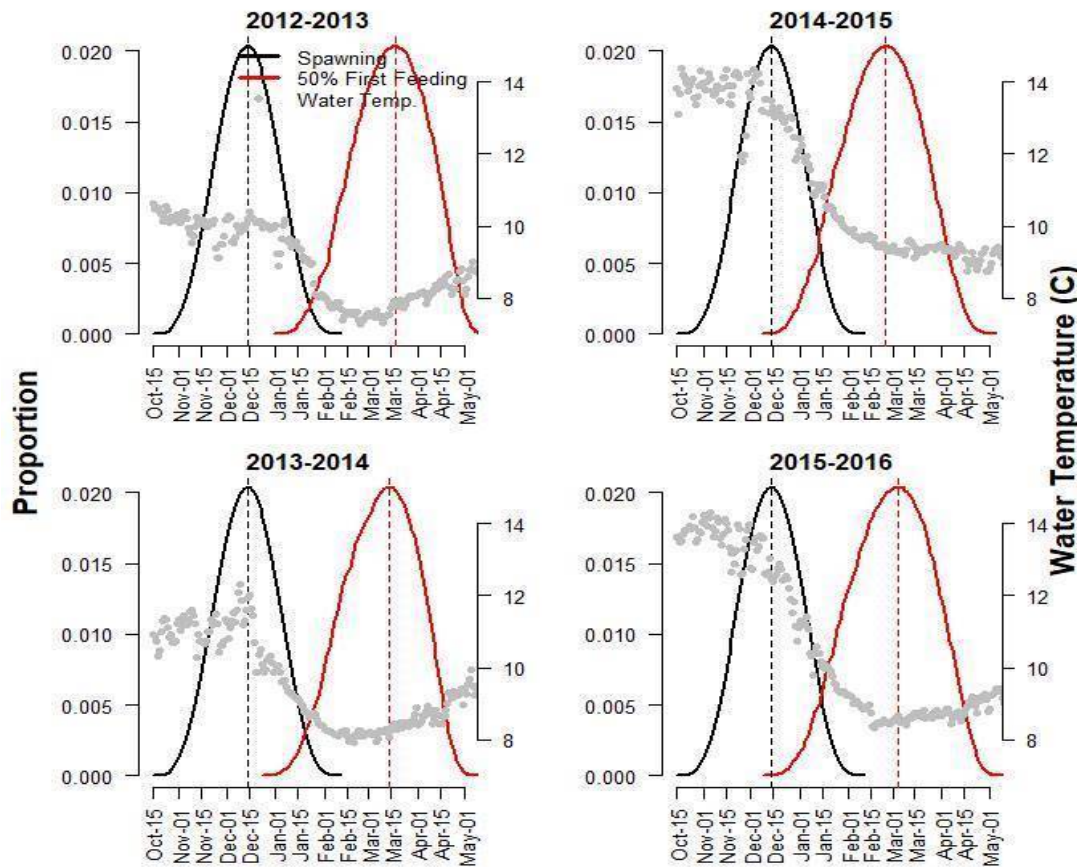 2012-2013
0.020
0.015
0.010
0.005
0.000
Spawning
50% First Feeding
Water Temp.
14
12
10
8
Oct-15
Nov-01
Nov-15
Dec-01
Dec-15
Jan-01
Jan-15
Feb-01
Feb-15
Mar-01
Mar-15
Apr-01
Apr-15
May-01
2014-2015
0.020
0.015
0.010
0.005
0.000
14
12
10
8
Oct-15
Nov-01
Nov-15
Dec-01
Dec-15
Jan-01
Jan-15
Feb-01
Feb-15
Mar-01
Mar-15
Apr-01
Apr-15
May-01
Proportion
Water Temperature (C)
2013-2014
0.020
0.015
0.010
0.005
0.000
14
12
10
8
Oct-15
Nov-01
Nov-15
Dec-01
Dec-15
Jan-01
Jan-15
Feb-01
Feb-15
Mar-01
Mar-15
Apr-01
Apr-15
May-01
2015-2016
0.020
0.015
0.010
0.005
0.000
14
12
10
8
Oct-15
Nov-01
Nov-15
Dec-01
Dec-15
Jan-01
Jan-15
Feb-01
Feb-15
Mar-01
Mar-15
Apr-01
Apr-15
May-01